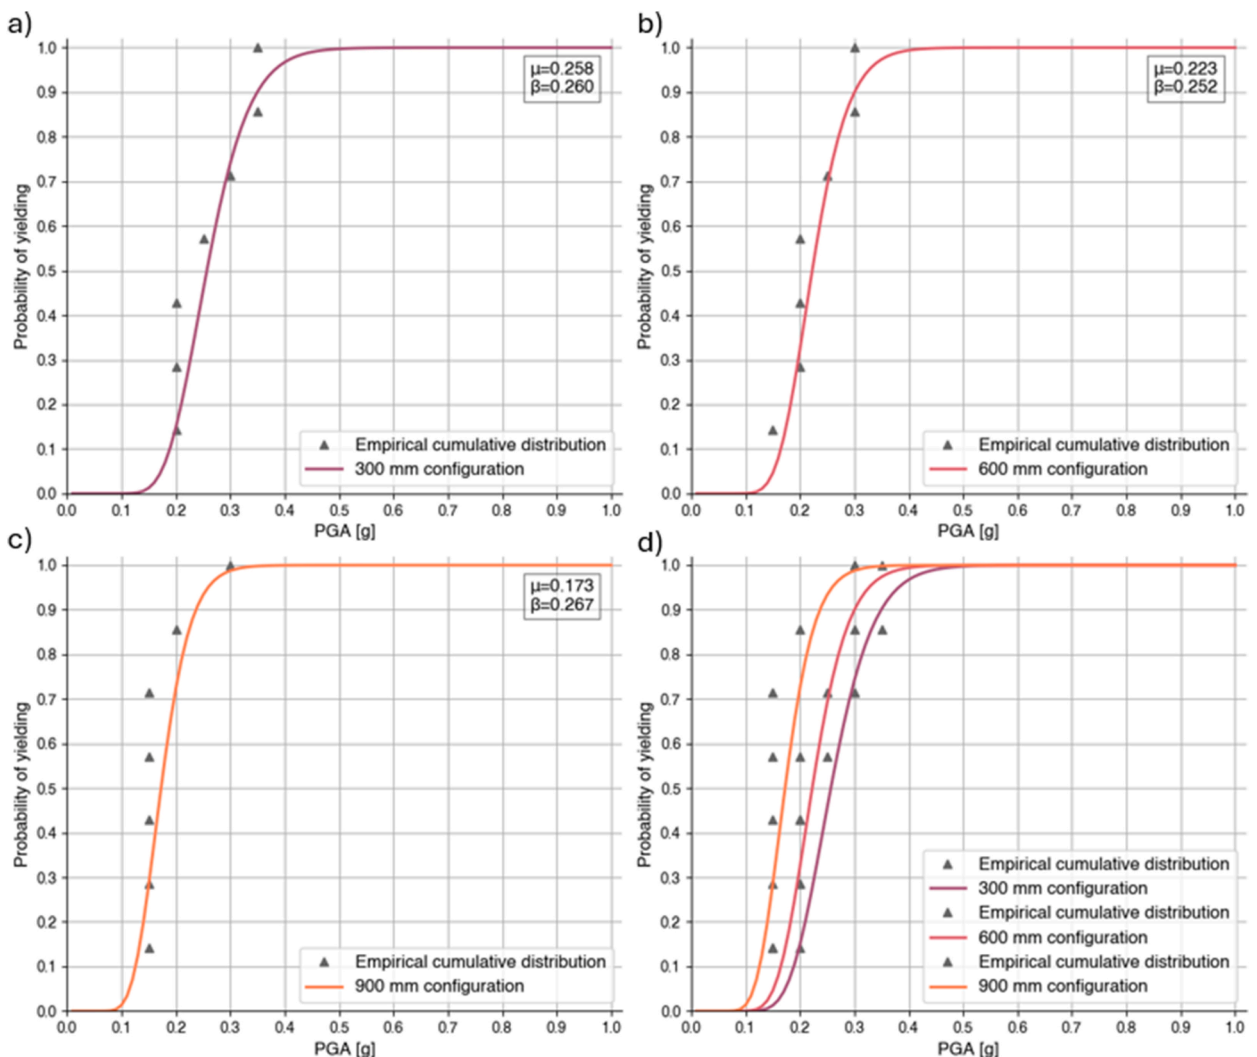 a)
1.0
0.9
0.8
0.7
0.6
0.5
0.4
0.3
0.2
0.1
0.0
Probability of yielding
μ=0.258
β=0.260
Empirical cumulative distribution
300 mm configuration
0.0 0.1 0.2 0.3 0.4 0.5 0.6 0.7 0.8 0.9 1.0
PGA [g]
b)
1.0
0.9
0.8
0.7
0.6
0.5
0.4
0.3
0.2
0.1
0.0
Probability of yielding
μ=0.223
β=0.252
Empirical cumulative distribution
600 mm configuration
0.0 0.1 0.2 0.3 0.4 0.5 0.6 0.7 0.8 0.9 1.0
PGA [g]
c)
1.0
0.9
0.8
0.7
0.6
0.5
0.4
0.3
0.2
0.1
0.0
Probability of yielding
μ=0.173
β=0.267
Empirical cumulative distribution
900 mm configuration
0.0 0.1 0.2 0.3 0.4 0.5 0.6 0.7 0.8 0.9 1.0
PGA [g]
d)
1.0
0.9
0.8
0.7
0.6
0.5
0.4
0.3
0.2
0.1
0.0
Probability of yielding
Empirical cumulative distribution
300 mm configuration
Empirical cumulative distribution
600 mm configuration
Empirical cumulative distribution
900 mm configuration
0.0 0.1 0.2 0.3 0.4 0.5 0.6 0.7 0.8 0.9 1.0
PGA [g]